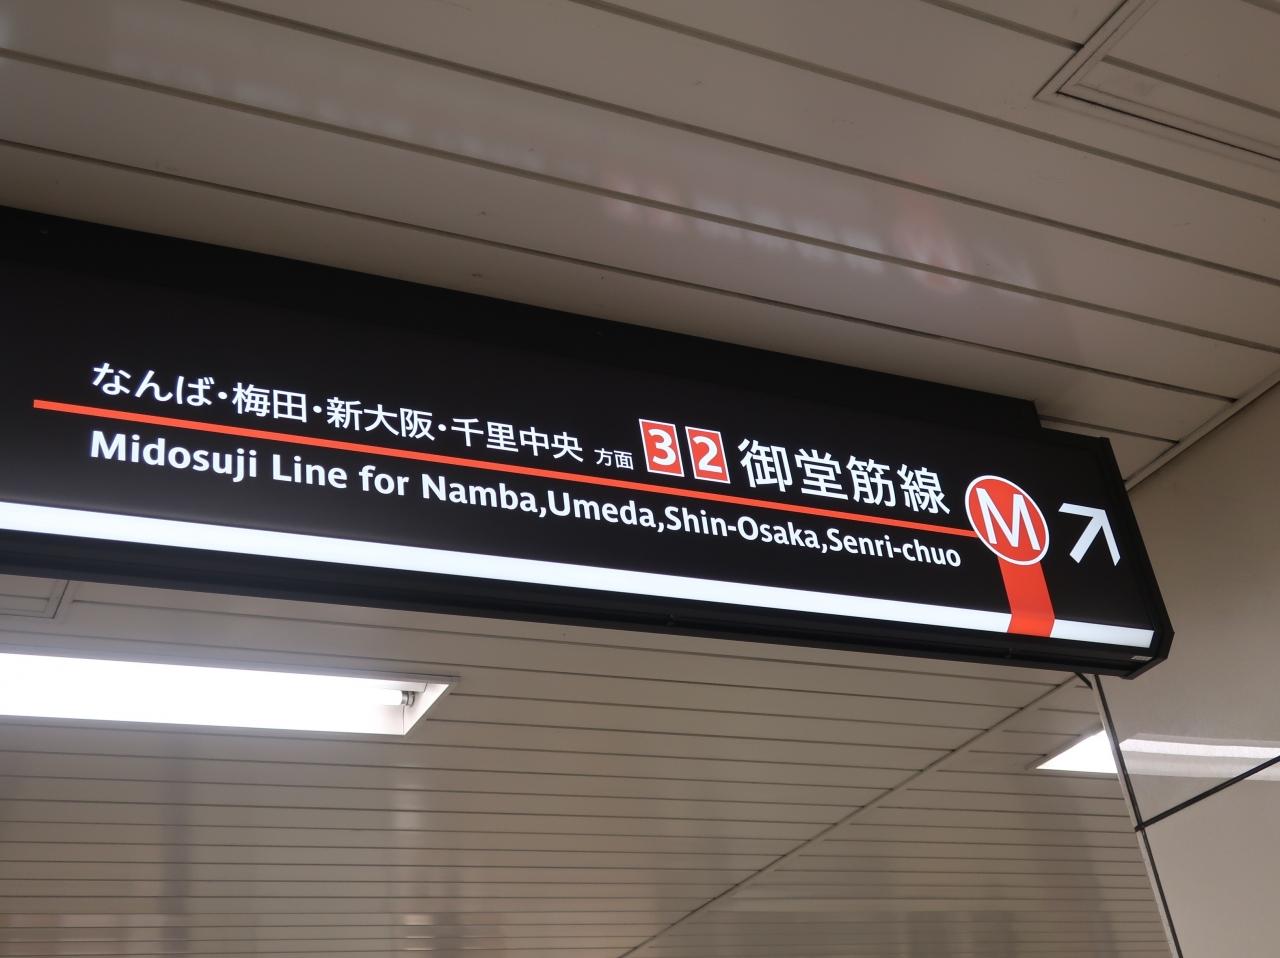 なんば・梅田・新大阪・千里中央 方面 3 2 御堂筋線 M
Midosuji Line for Namba,Umeda,Shin-Osaka,Senri-chuo